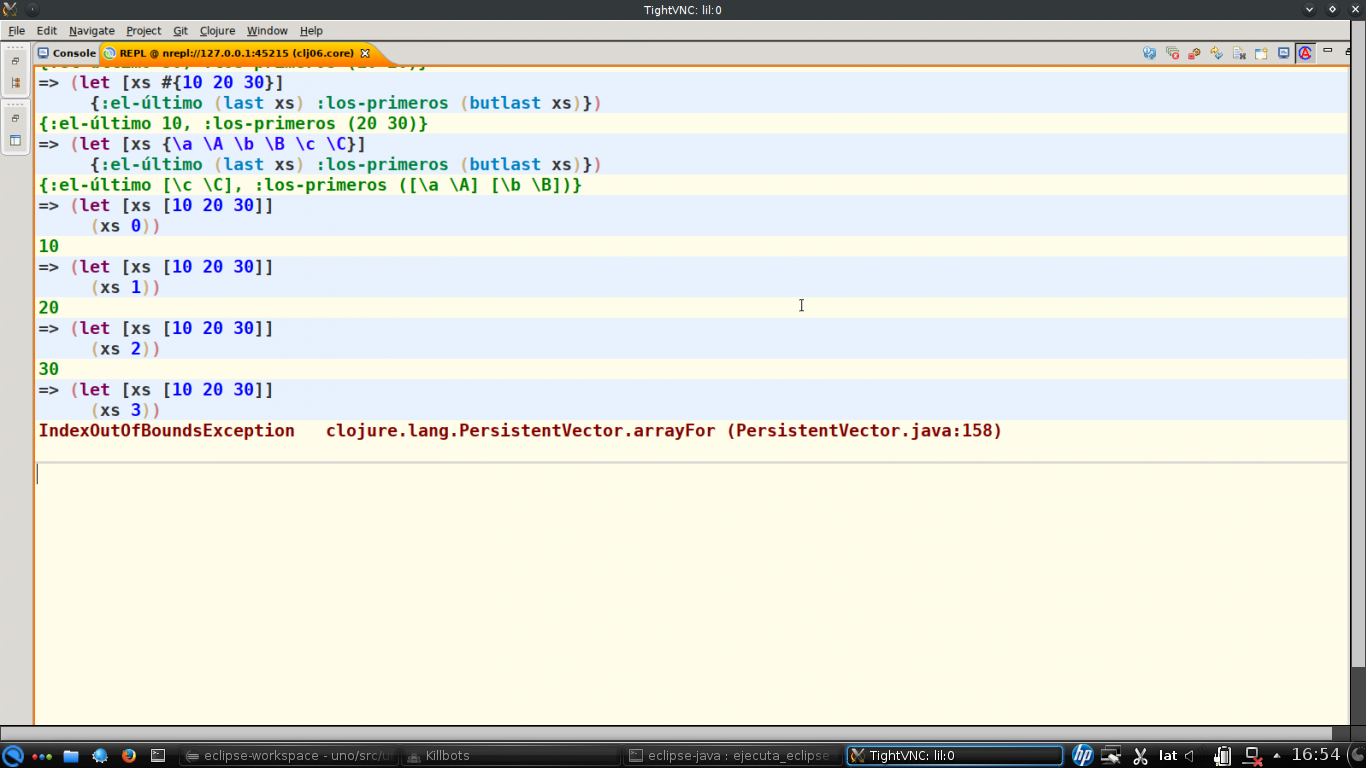 TightVNC: lil:0
File Edit Navigate Project Git Clojure Window Help
Console REPL @ nrepl://127.0.0.1:45215 (clj06.core)
=> (let [xs #{10 20 30}]
{:el-último (last xs) :los-primeros (butlast xs)})
{:el-último 10, :los-primeros (20 30)}
=> (let [xs {\a \A \b \B \c \C}]
{:el-último (last xs) :los-primeros (butlast xs)})
{:el-último [\c \C], :los-primeros ([\a \A] [\b \B])}
=> (let [xs [10 20 30]]
(xs 0))
10
=> (let [xs [10 20 30]]
(xs 1))
20
=> (let [xs [10 20 30]]
(xs 2))
30
=> (let [xs [10 20 30]]
(xs 3))
IndexOutOfBoundsException clojure.lang.PersistentVector.arrayFor (PersistentVector.java:158)
eclipse-workspace - uno/src/u Killbots eclipse-java : ejecuta_eclipse TightVNC: lil:0 hp lat 16:54